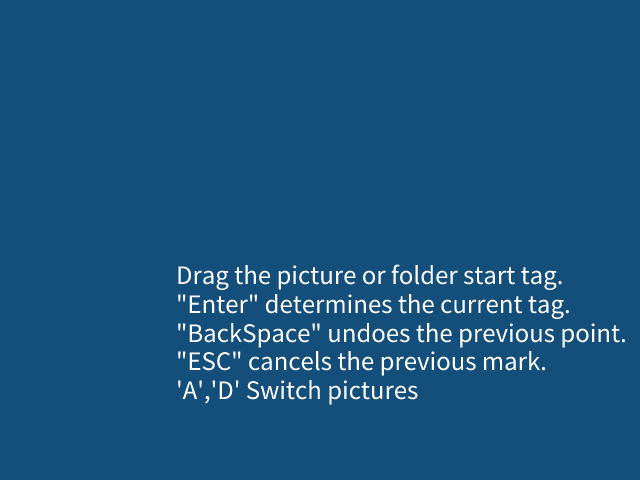 Drag the picture or folder start tag.
"Enter" determines the current tag.
"BackSpace" undoes the previous point.
"ESC" cancels the previous mark.
'A','D' Switch pictures